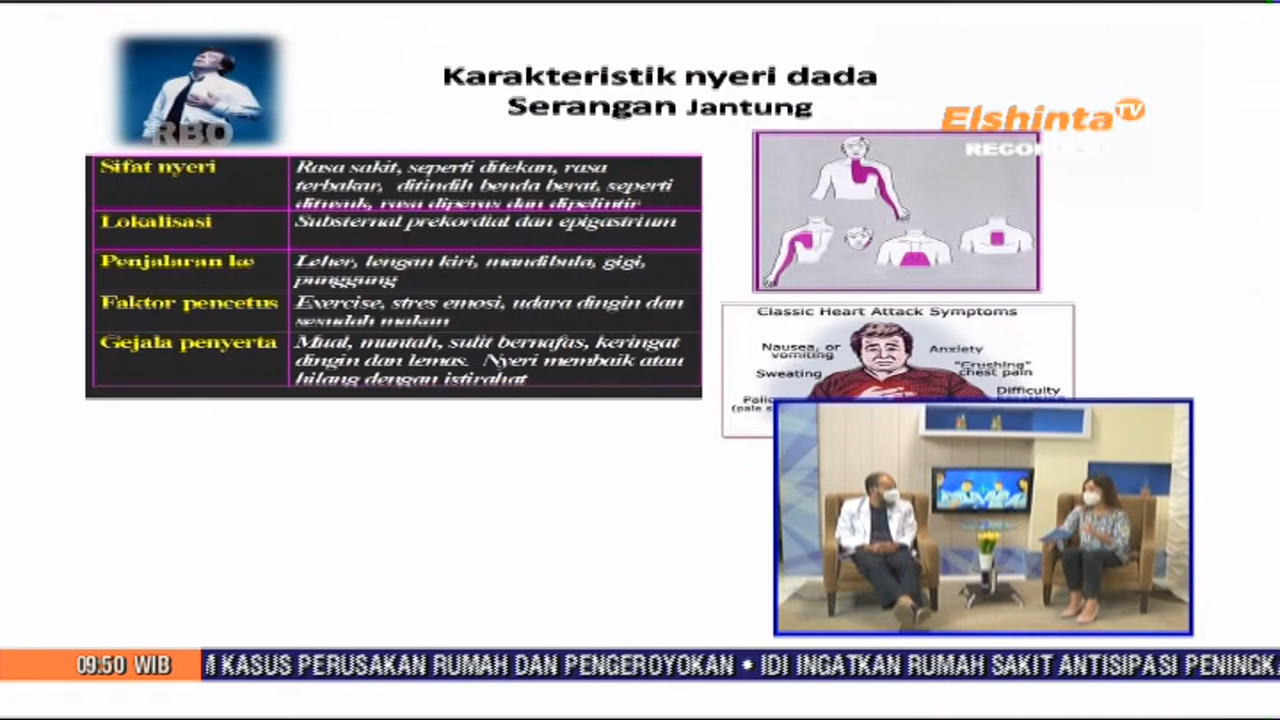 Karakteristik nyeri dada
Serangan Jantung
Elshinta TV
RECORDED
RBO
Sifat nyeri
Rasa sakit, seperti ditekan, rasa
terbakar, ditindih benda berat, seperti
ditusuk, rasa diperas dan dipelintir
Lokalisasi
Substernal prekordial dan epigastrium
Penjalaran ke
Leher, lengan kiri, mandibula, gigi,
punggung
Faktor pencetus
Exercise, stres emosi, udara dingin dan
sesudah makan
Gejala penyerta
Mual, muntah, sulit bernafas, keringat
dingin dan lemas. Nyeri membaik atau
hilang dengan istirahat
Classic Heart Attack Symptoms
Nausea, or
vomiting
Anxiety
Sweating
"Crushing"
chest pain
Difficulty
(pale
09.50 WIB
KASUS PERUSAKAN RUMAH DAN PENGEROYOKAN • IDI INGATKAN RUMAH SAKIT ANTISIPASI PENINGK